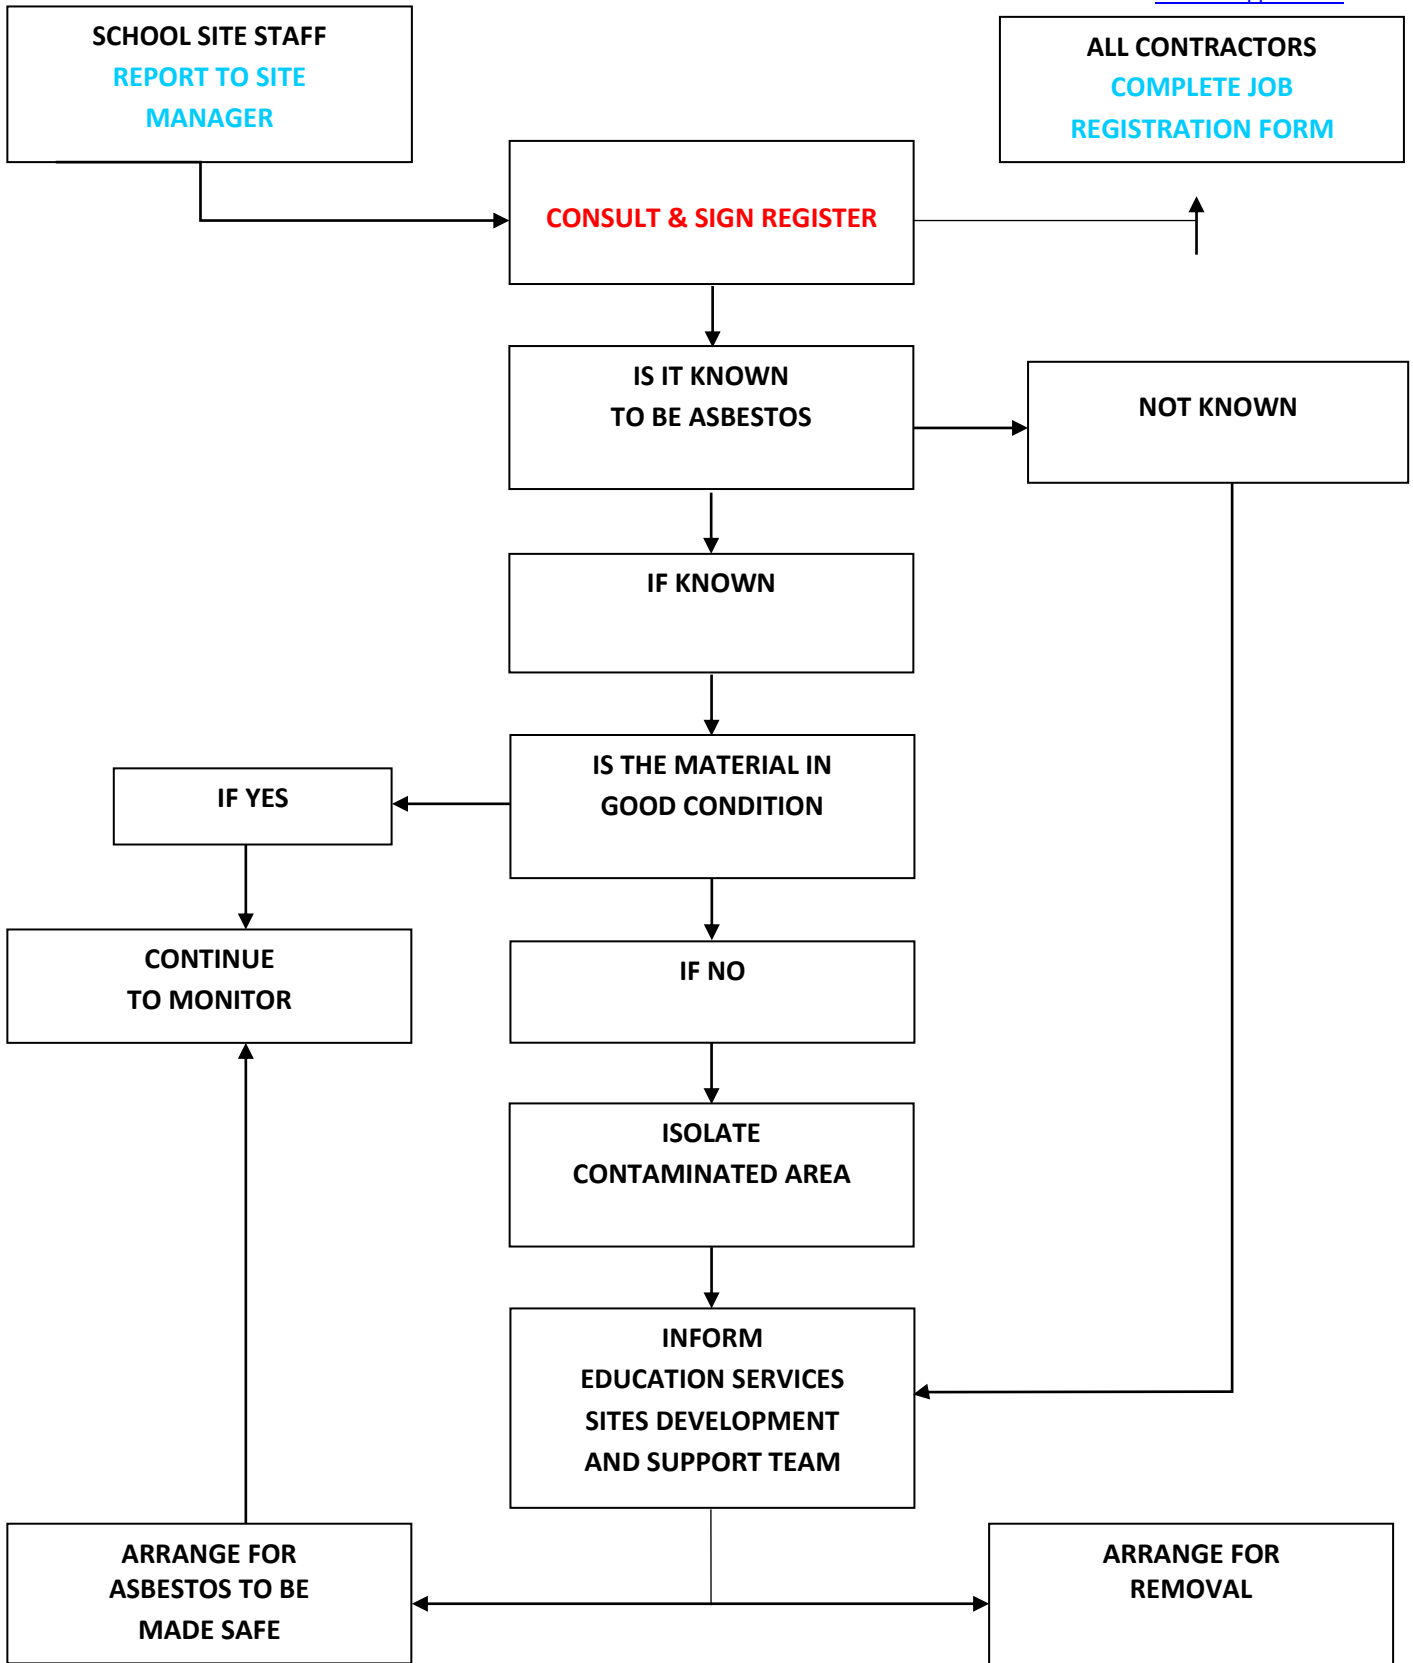 SCHOOL SITE STAFF
REPORT TO SITE
MANAGER
ALL CONTRACTORS
COMPLETE JOB
REGISTRATION FORM
CONSULT & SIGN REGISTER
IS IT KNOWN
TO BE ASBESTOS
NOT KNOWN
IF KNOWN
IS THE MATERIAL IN
GOOD CONDITION
IF YES
CONTINUE
TO MONITOR
IF NO
ISOLATE
CONTAMINATED AREA
INFORM
EDUCATION SERVICES
SITES DEVELOPMENT
AND SUPPORT TEAM
ARRANGE FOR
ASBESTOS TO BE
MADE SAFE
ARRANGE FOR
REMOVAL